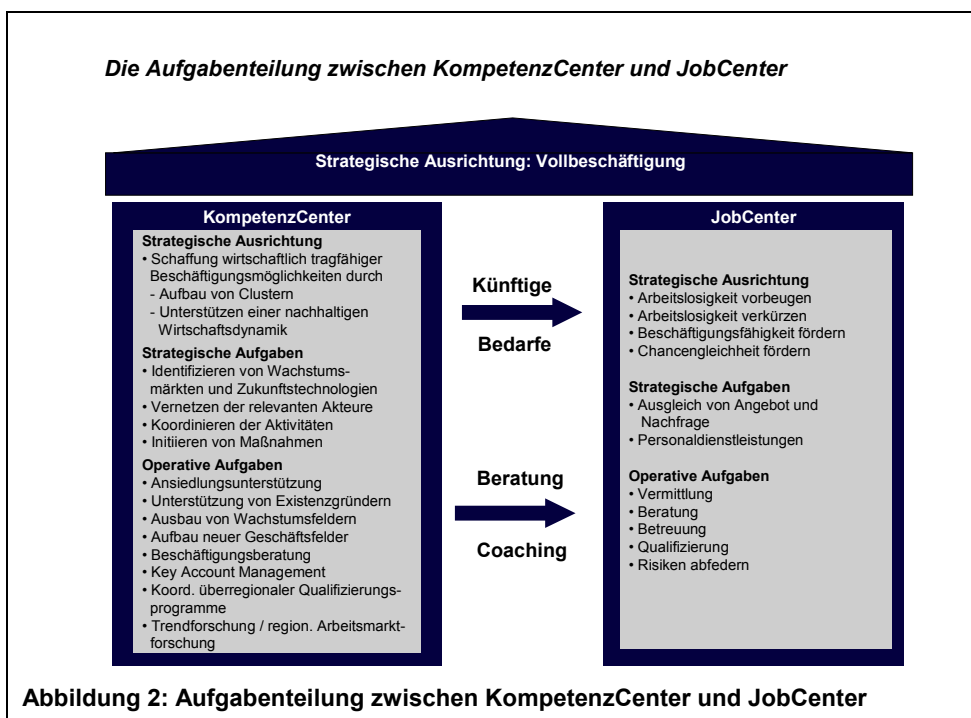 Die Aufgabenteilung zwischen KompetenzCenter und JobCenter
Strategische Ausrichtung: Vollbeschäftigung
KompetenzCenter
Strategische Ausrichtung
• Schaffung wirtschaftlich tragfähiger
Beschäftigungsmöglichkeiten durch
- Aufbau von Clustern
- Unterstützen einer nachhaltigen
Wirtschaftsdynamik
Strategische Aufgaben
• Identifizieren von Wachstums-
märkten und Zukunftstechnologien
• Vernetzen der relevanten Akteure
• Koordinieren der Aktivitäten
• Initiieren von Maßnahmen
Operative Aufgaben
• Ansiedlungsunterstützung
• Unterstützung von Existenzgründern
• Ausbau von Wachstumsfeldern
• Aufbau neuer Geschäftsfelder
• Beschäftigungsberatung
• Key Account Management
• Koord. überregionaler Qualifizierungs-
programme
• Trendforschung / region. Arbeitsmarkt-
forschung
Künftige
Bedarfe
Beratung
Coaching
JobCenter
Strategische Ausrichtung
• Arbeitslosigkeit vorbeugen
• Arbeitslosigkeit verkürzen
• Beschäftigungsfähigkeit fördern
• Chancengleichheit fördern
Strategische Aufgaben
• Ausgleich von Angebot und
Nachfrage
• Personaldienstleistungen
Operative Aufgaben
• Vermittlung
• Beratung
• Betreuung
• Qualifizierung
• Risiken abfedern
Abbildung 2: Aufgabenteilung zwischen KompetenzCenter und JobCenter